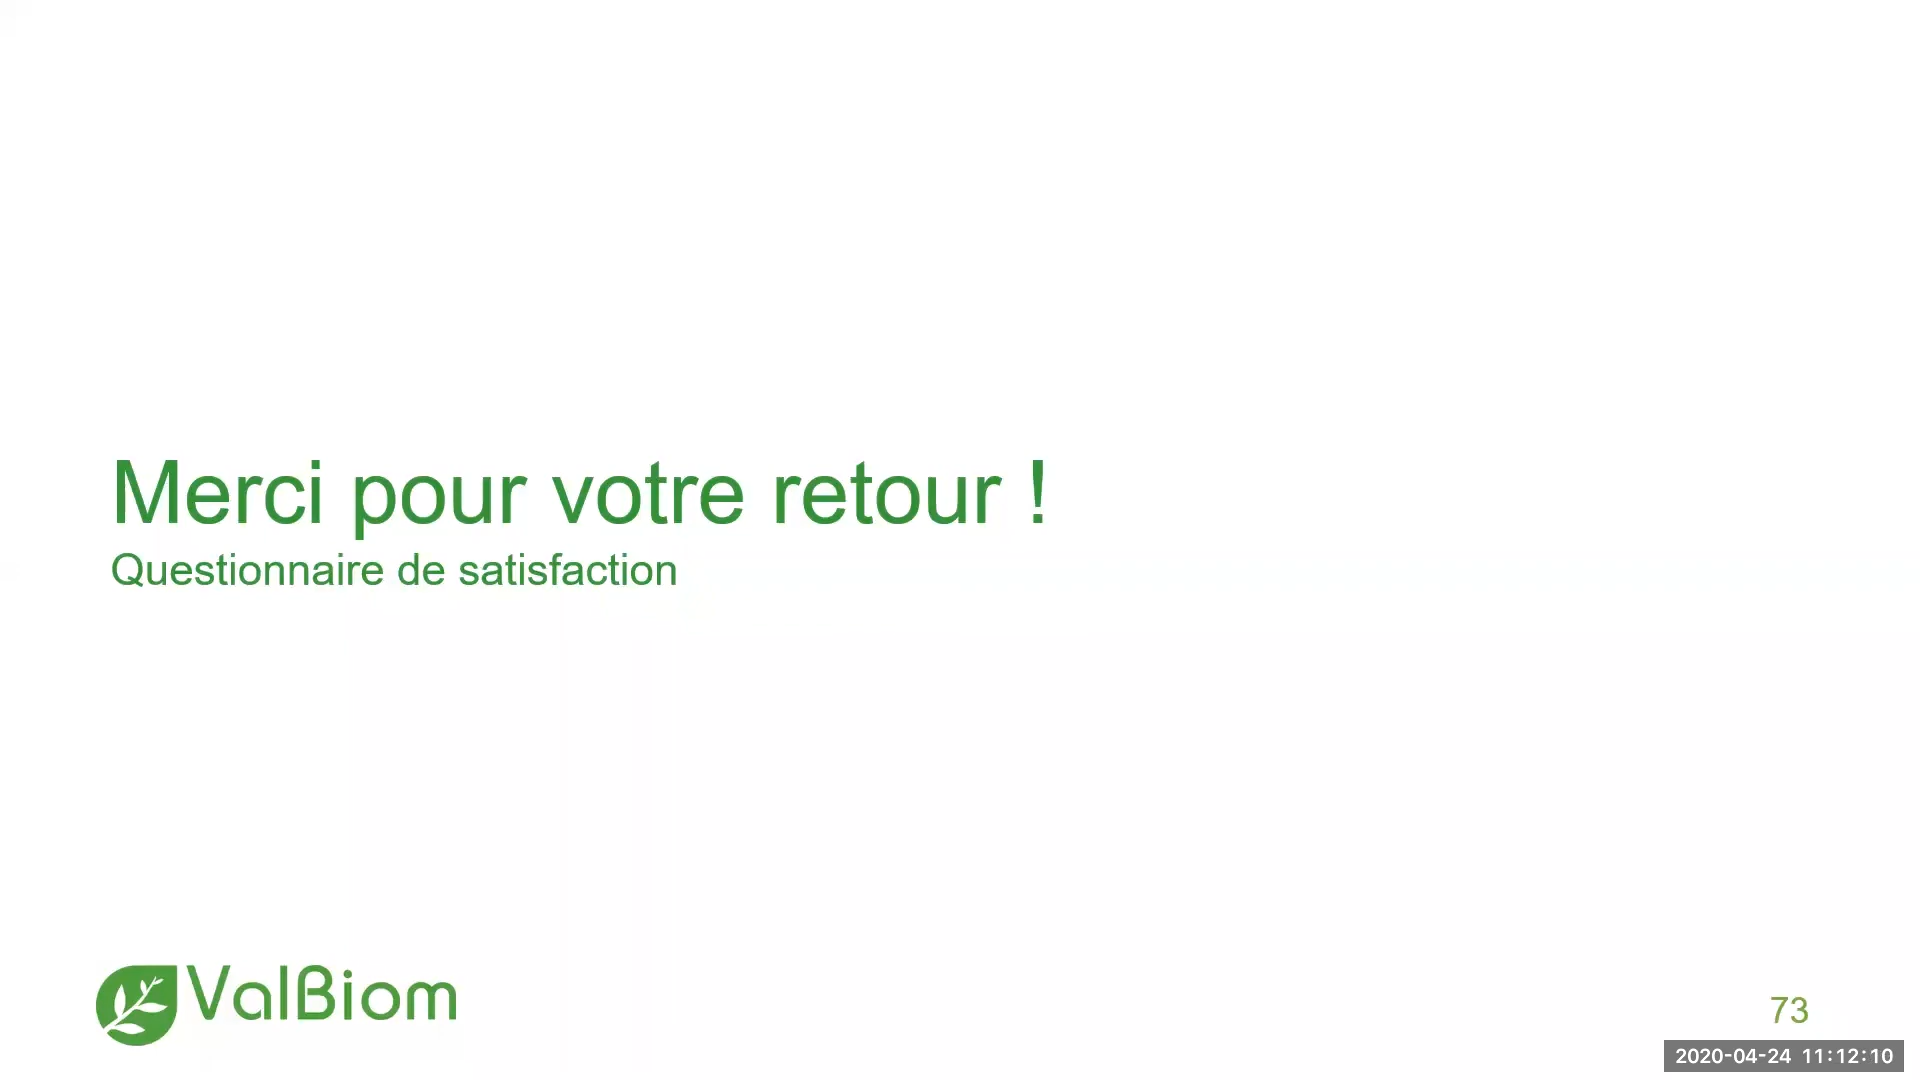 Merci pour votre retour !
Questionnaire de satisfaction
ValBiom
73
2020-04-24 11:12:10